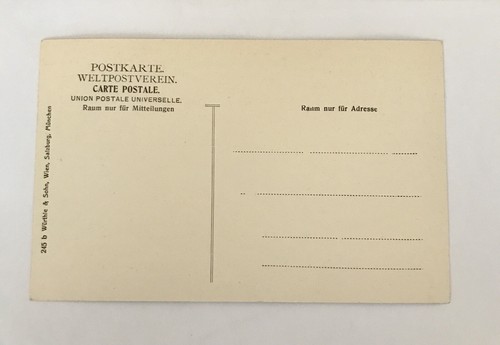 POSTKARTE.
WELTPOSTVEREIN.
CARTE POSTALE.
UNION POSTALE UNIVERSELLE.
Raum nur für Mitteilungen
Raum nur für Adresse
245 b Würthle & Sohn, Wien, Salzburg, München